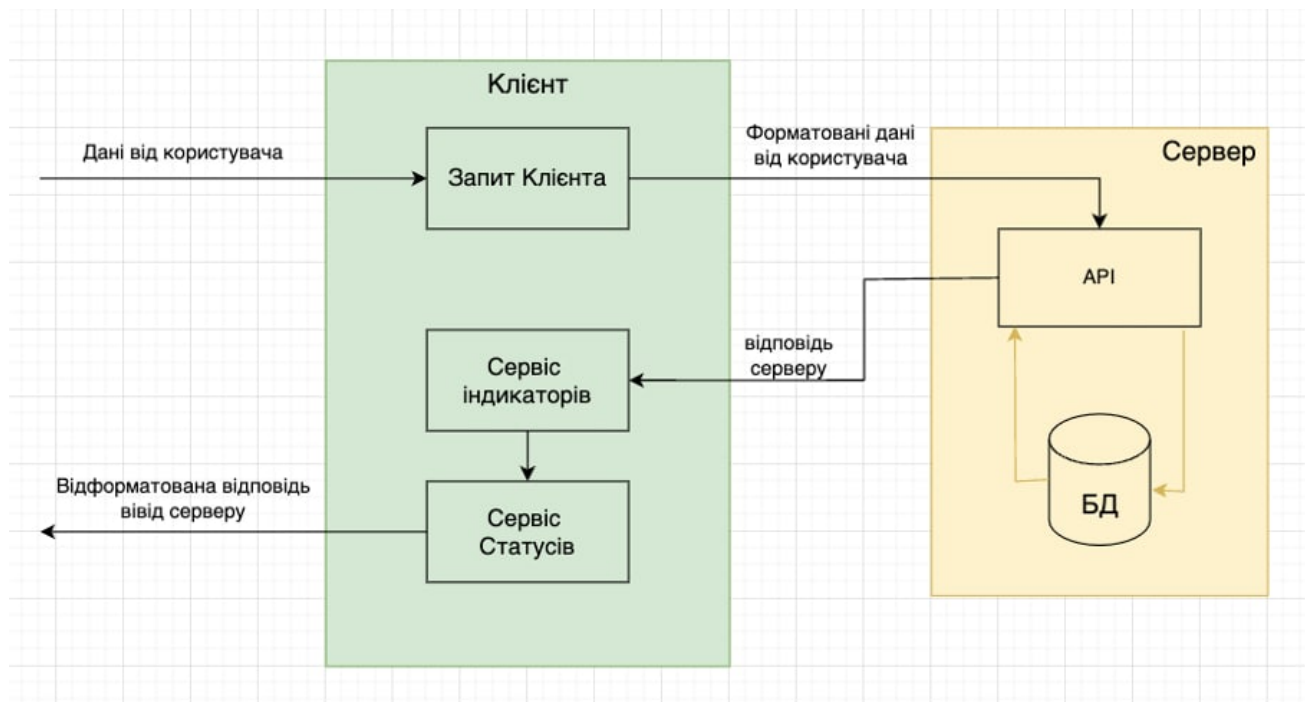 Клієнт
Дані від користувача
Запит Клієнта
Форматовані дані
від користувача
Сервер
API
відповідь
серверу
Сервіс
індикаторів
Відформатована відповідь
вівід серверу
Сервіс
Статусів
БД